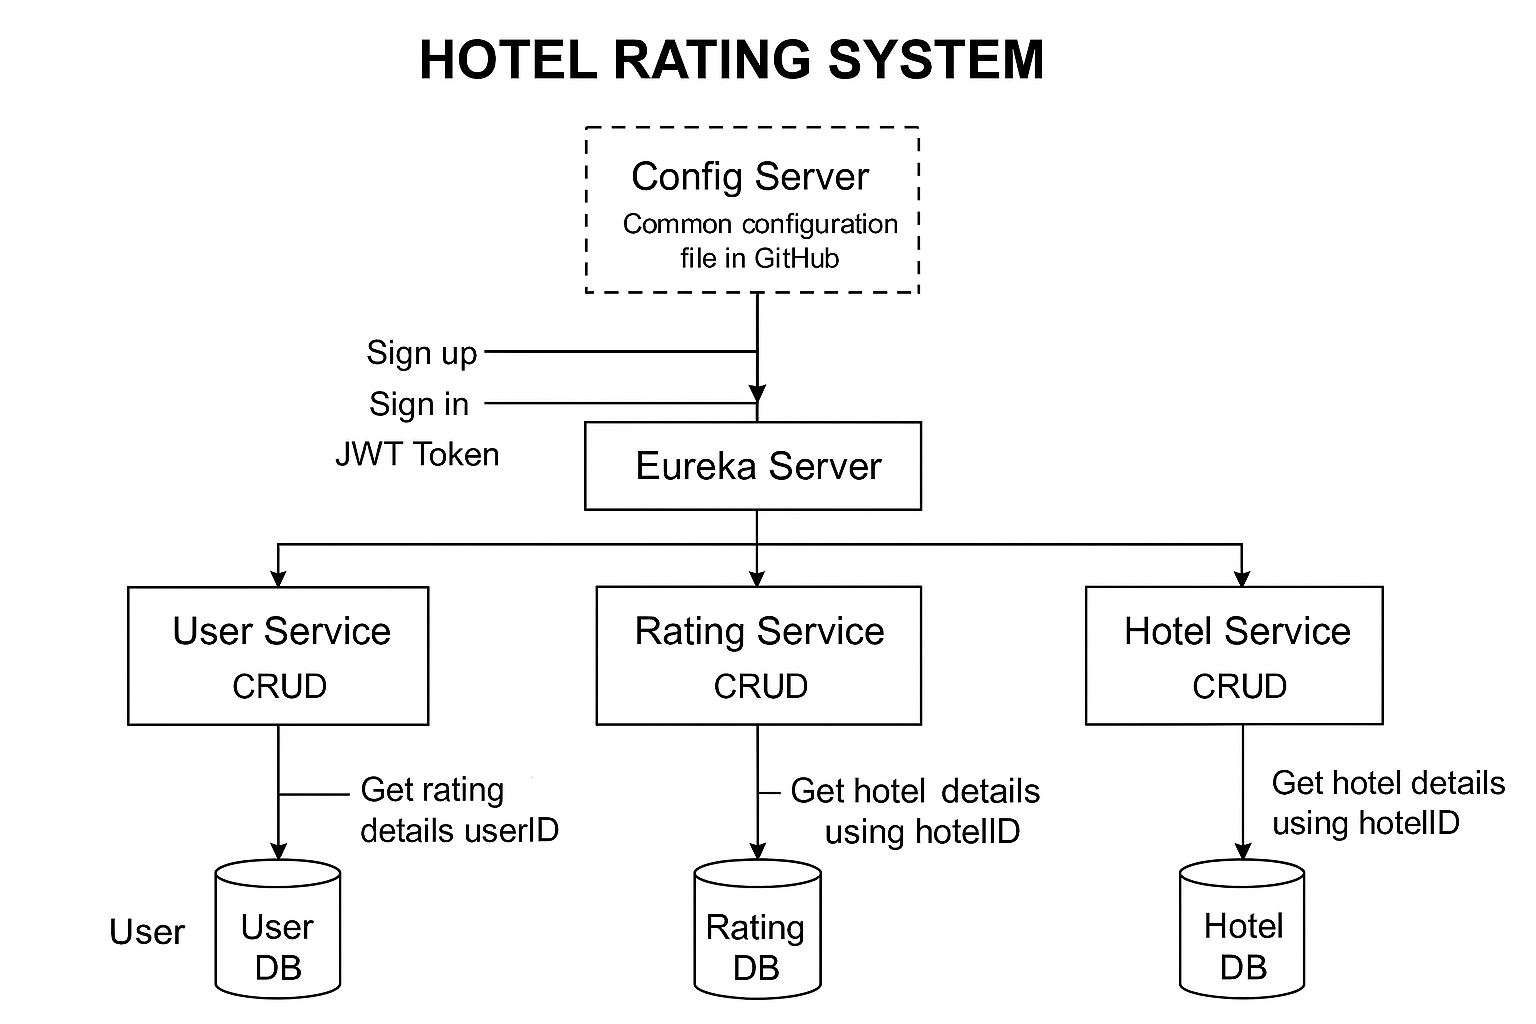 HOTEL RATING SYSTEM
Config Server
Common configuration
file in GitHub
Sign up
Sign in
JWT Token
Eureka Server
User Service
CRUD
Rating Service
CRUD
Hotel Service
CRUD
Get rating
details userID
Get hotel details
using hotelID
Get hotel details
using hotelID
User
User
DB
Rating
DB
Hotel
DB